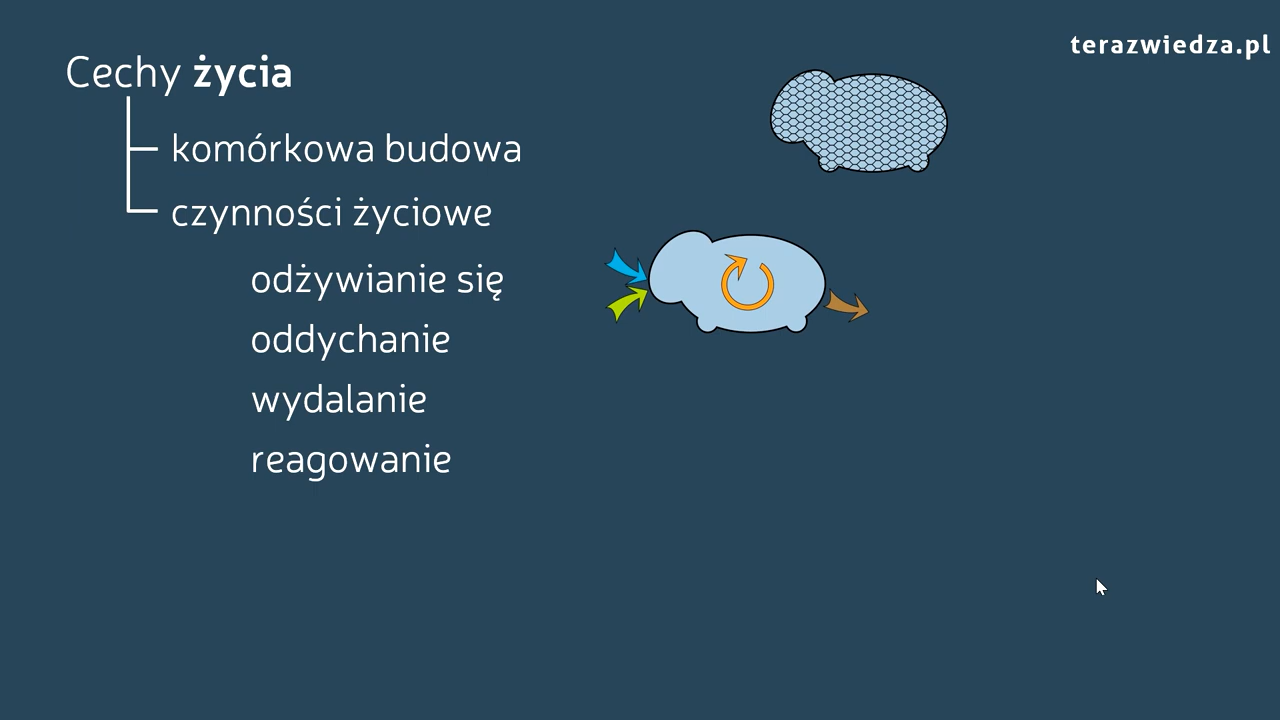 terazwiedza.pl
Cechy życia
komórkowa budowa
czynności życiowe
odżywianie się
oddychanie
wydalanie
reagowanie